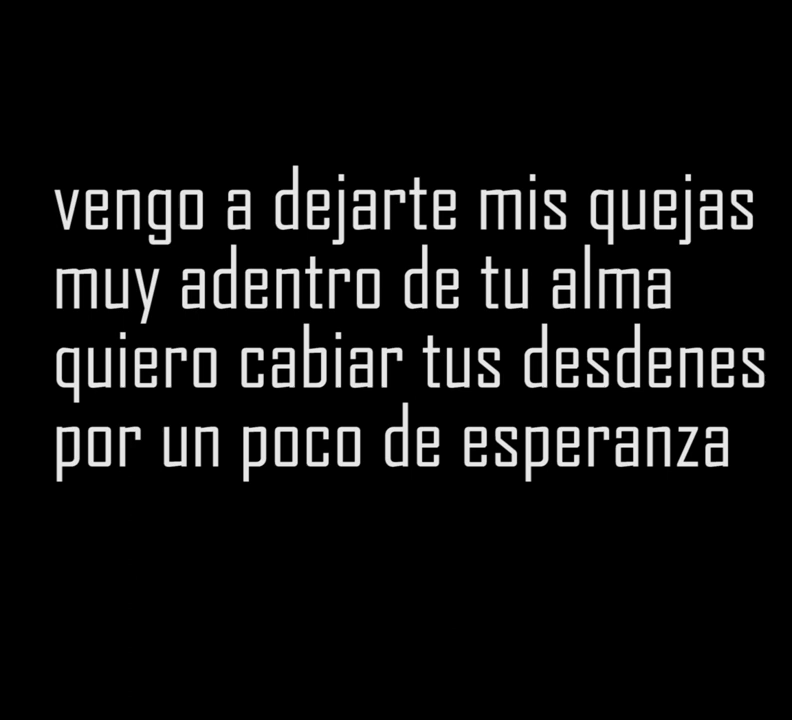 vengo a dejarte mis quejas
muy adentro de tu alma
quiero cabiar tus desdenes
por un poco de esperanza